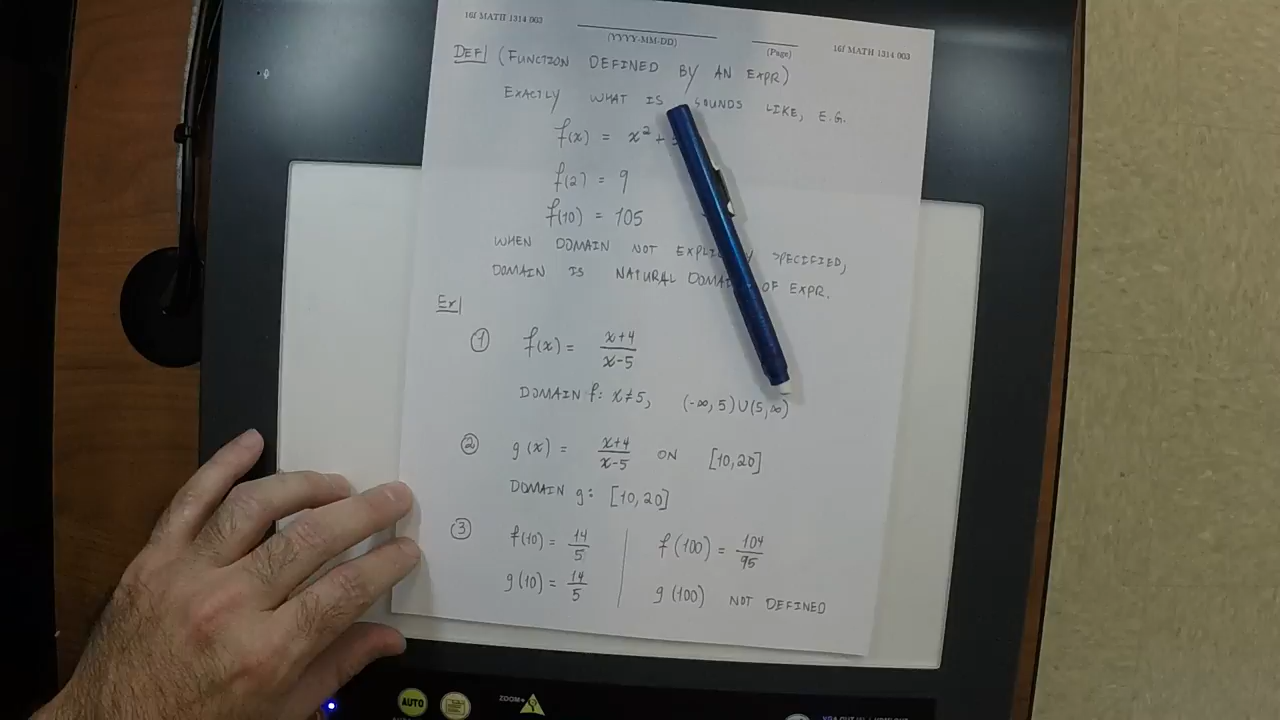 16f MATH 1314 003
(YYYY-MM-DD)
(Page)
16f MATH 1314 003
DEF| (FUNCTION DEFINED BY AN EXPR)
EXACTLY WHAT IS SOUNDS LIKE, E.G.
f(x) = x² +
f(2) = 9
f(10) = 105
WHEN DOMAIN NOT SPECIFIED,
DOMAIN IS NATURAL OF EXPR.
Ex|
① f(x) = (x+4)/(x-5)
DOMAIN f: x≠5, (-∞, 5)∪(5, ∞)
② g(x) = (x+4)/(x-5) ON [10,20]
DOMAIN g: [10,20]
③ f(10) = 14/5 | f(100) = 104/95
g(10) = 14/5 | g(100) NOT DEFINED
AUTO
ZOOM+